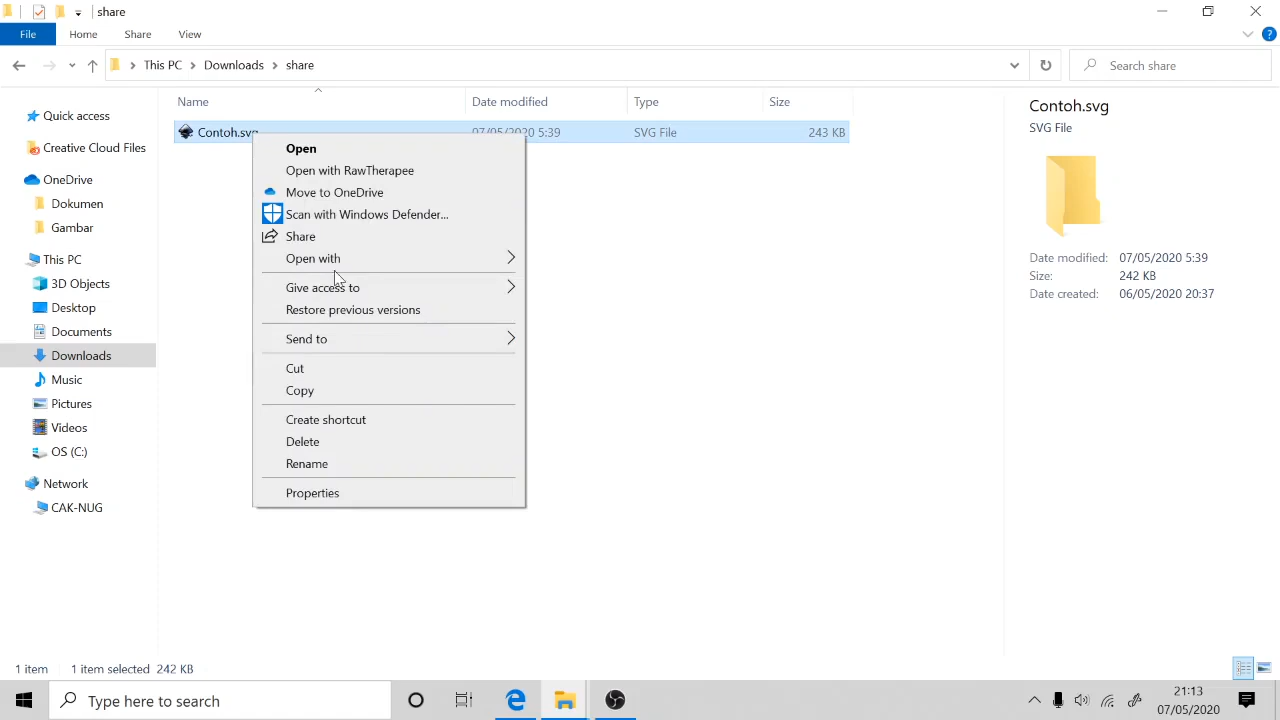 share
File Home Share View
This PC Downloads share
Search share
Name Date modified Type Size
Contoh.svg 07/05/2020 5:39 SVG File 243 KB
Quick access
Creative Cloud Files
OneDrive
Dokumen
Gambar
This PC
3D Objects
Desktop
Documents
Downloads
Music
Pictures
Videos
OS (C:)
Network
CAK-NUG
Open
Open with RawTherapee
Move to OneDrive
Scan with Windows Defender...
Share
Open with
Give access to
Restore previous versions
Send to
Cut
Copy
Create shortcut
Delete
Rename
Properties
Contoh.svg
SVG File
Date modified: 07/05/2020 5:39
Size: 242 KB
Date created: 06/05/2020 20:37
1 item 1 item selected 242 KB
Type here to search
21:13
07/05/2020